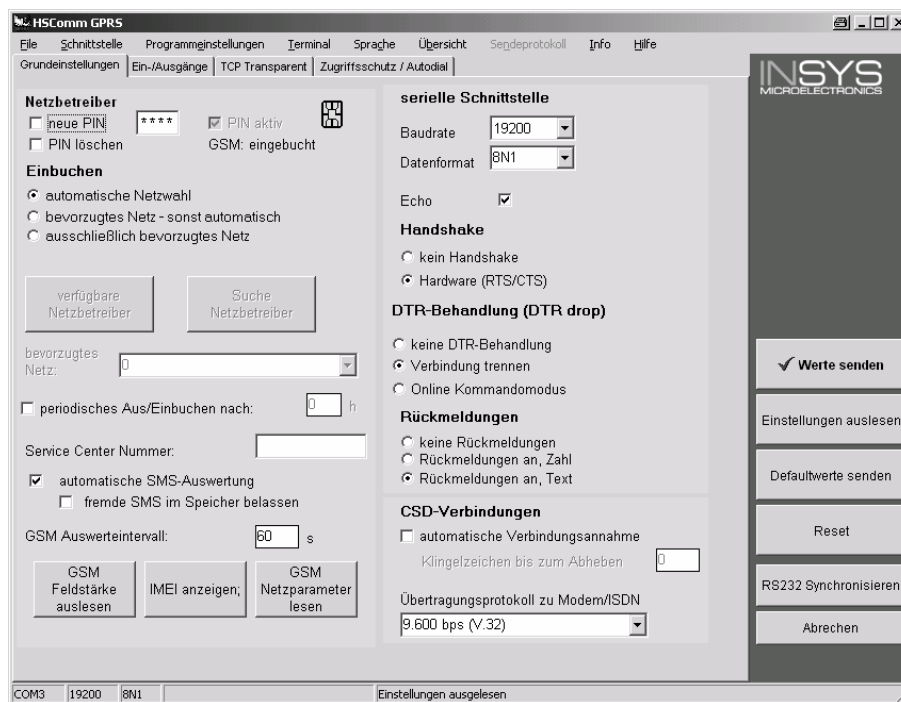 HSComm GPRS
File Schnittstelle Programmeinstellungen Terminal Sprache Übersicht Sendeprotokoll Info Hilfe
Grundeinstellungen Ein-/Ausgänge TCP Transparent Zugriffsschutz / Autodial
INSYS
MICROELECTRONICS
Netzbetreiber
neue PIN **** PIN aktiv
PIN löschen GSM: eingebucht
Einbuchen
automatische Netzwahl
bevorzugtes Netz - sonst automatisch
ausschließlich bevorzugtes Netz
verfügbare
Netzbetreiber
Suche
Netzbetreiber
bevorzugtes
Netz: 0
periodisches Aus/Einbuchen nach: 0 h
Service Center Nummer:
automatische SMS-Auswertung
fremde SMS im Speicher belassen
GSM Auswerteintervall: 60 s
GSM
Feldstärke
auslesen
IMEI anzeigen;
GSM
Netzparameter
lesen
serielle Schnittstelle
Baudrate 19200
Datenformat 8N1
Echo
Handshake
kein Handshake
Hardware (RTS/CTS)
DTR-Behandlung (DTR drop)
keine DTR-Behandlung
Verbindung trennen
Online Kommandomodus
Rückmeldungen
keine Rückmeldungen
Rückmeldungen an, Zahl
Rückmeldungen an, Text
CSD-Verbindungen
automatische Verbindungsannahme
Klingelzeichen bis zum Abheben 0
Übertragungsprotokoll zu Modem/ISDN
9.600 bps (V.32)
Werte senden
Einstellungen auslesen
Defaultwerte senden
Reset
RS232 Synchronisieren
Abrechen
COM3 19200 8N1 Einstellungen ausgelesen